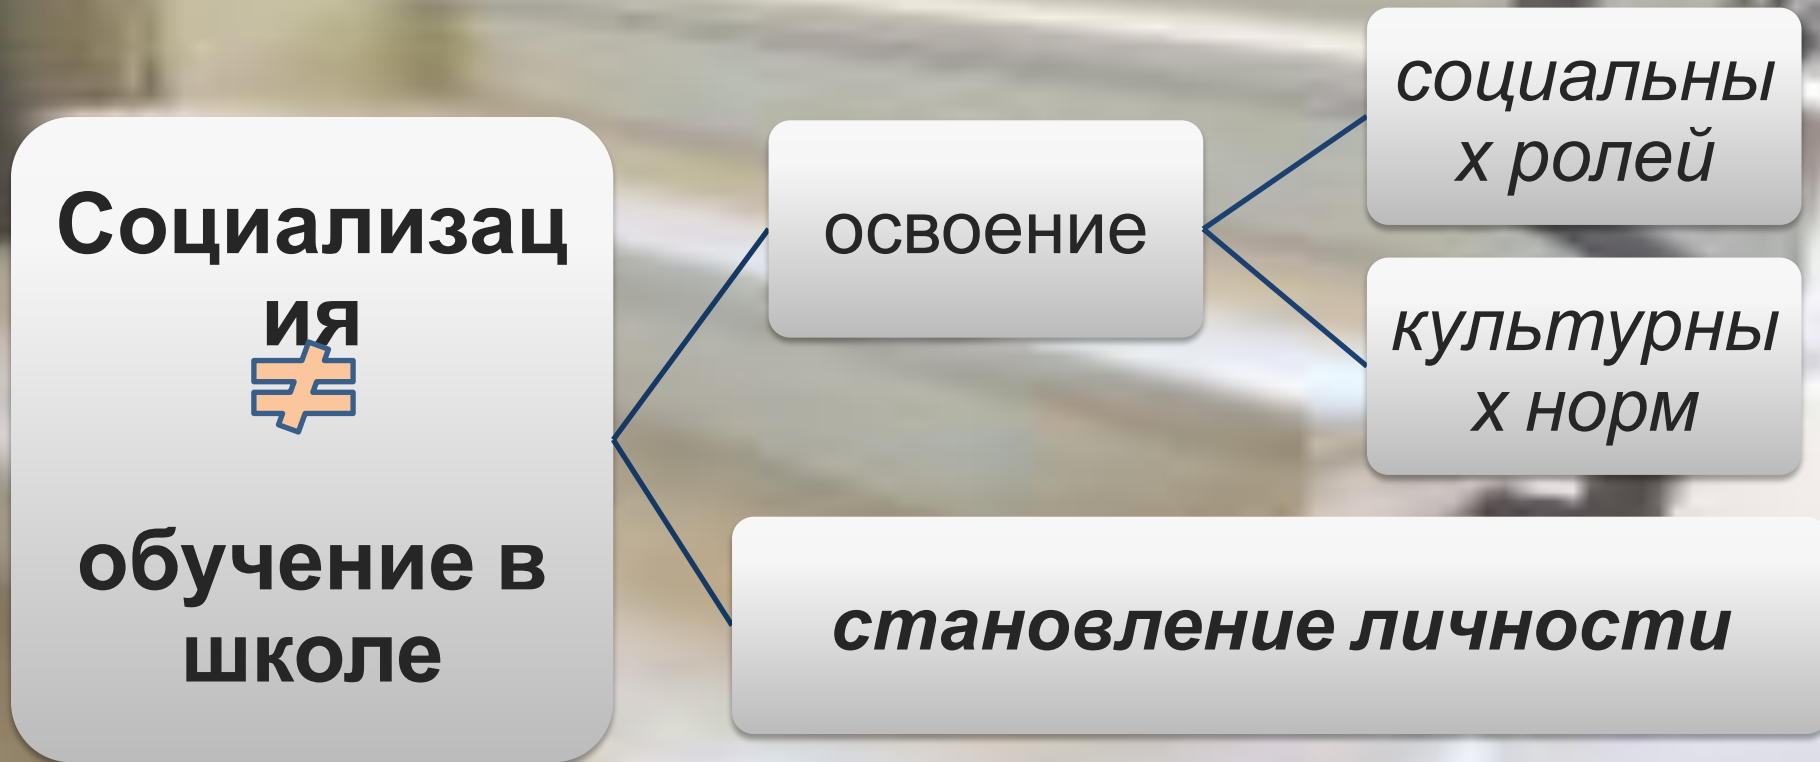 Социализац
ия
≠
обучение в
школе
освоение
социальны
х ролей
культурны
х норм
становление личности